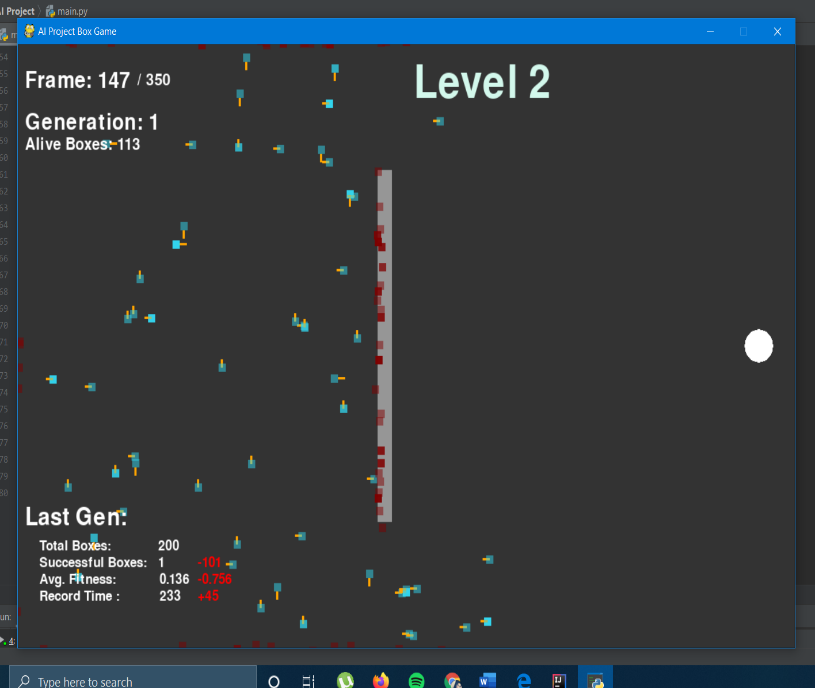 AI Project
main.py
AI Project Box Game
Frame: 147 / 350
Level 2
Generation: 1
Alive Boxes: 113
Last Gen:
Total Boxes: 200
Successful Boxes: 1 -101
Avg. Fitness: 0.136 -0.756
Record Time : 233 +45
un:
4:
Type here to search